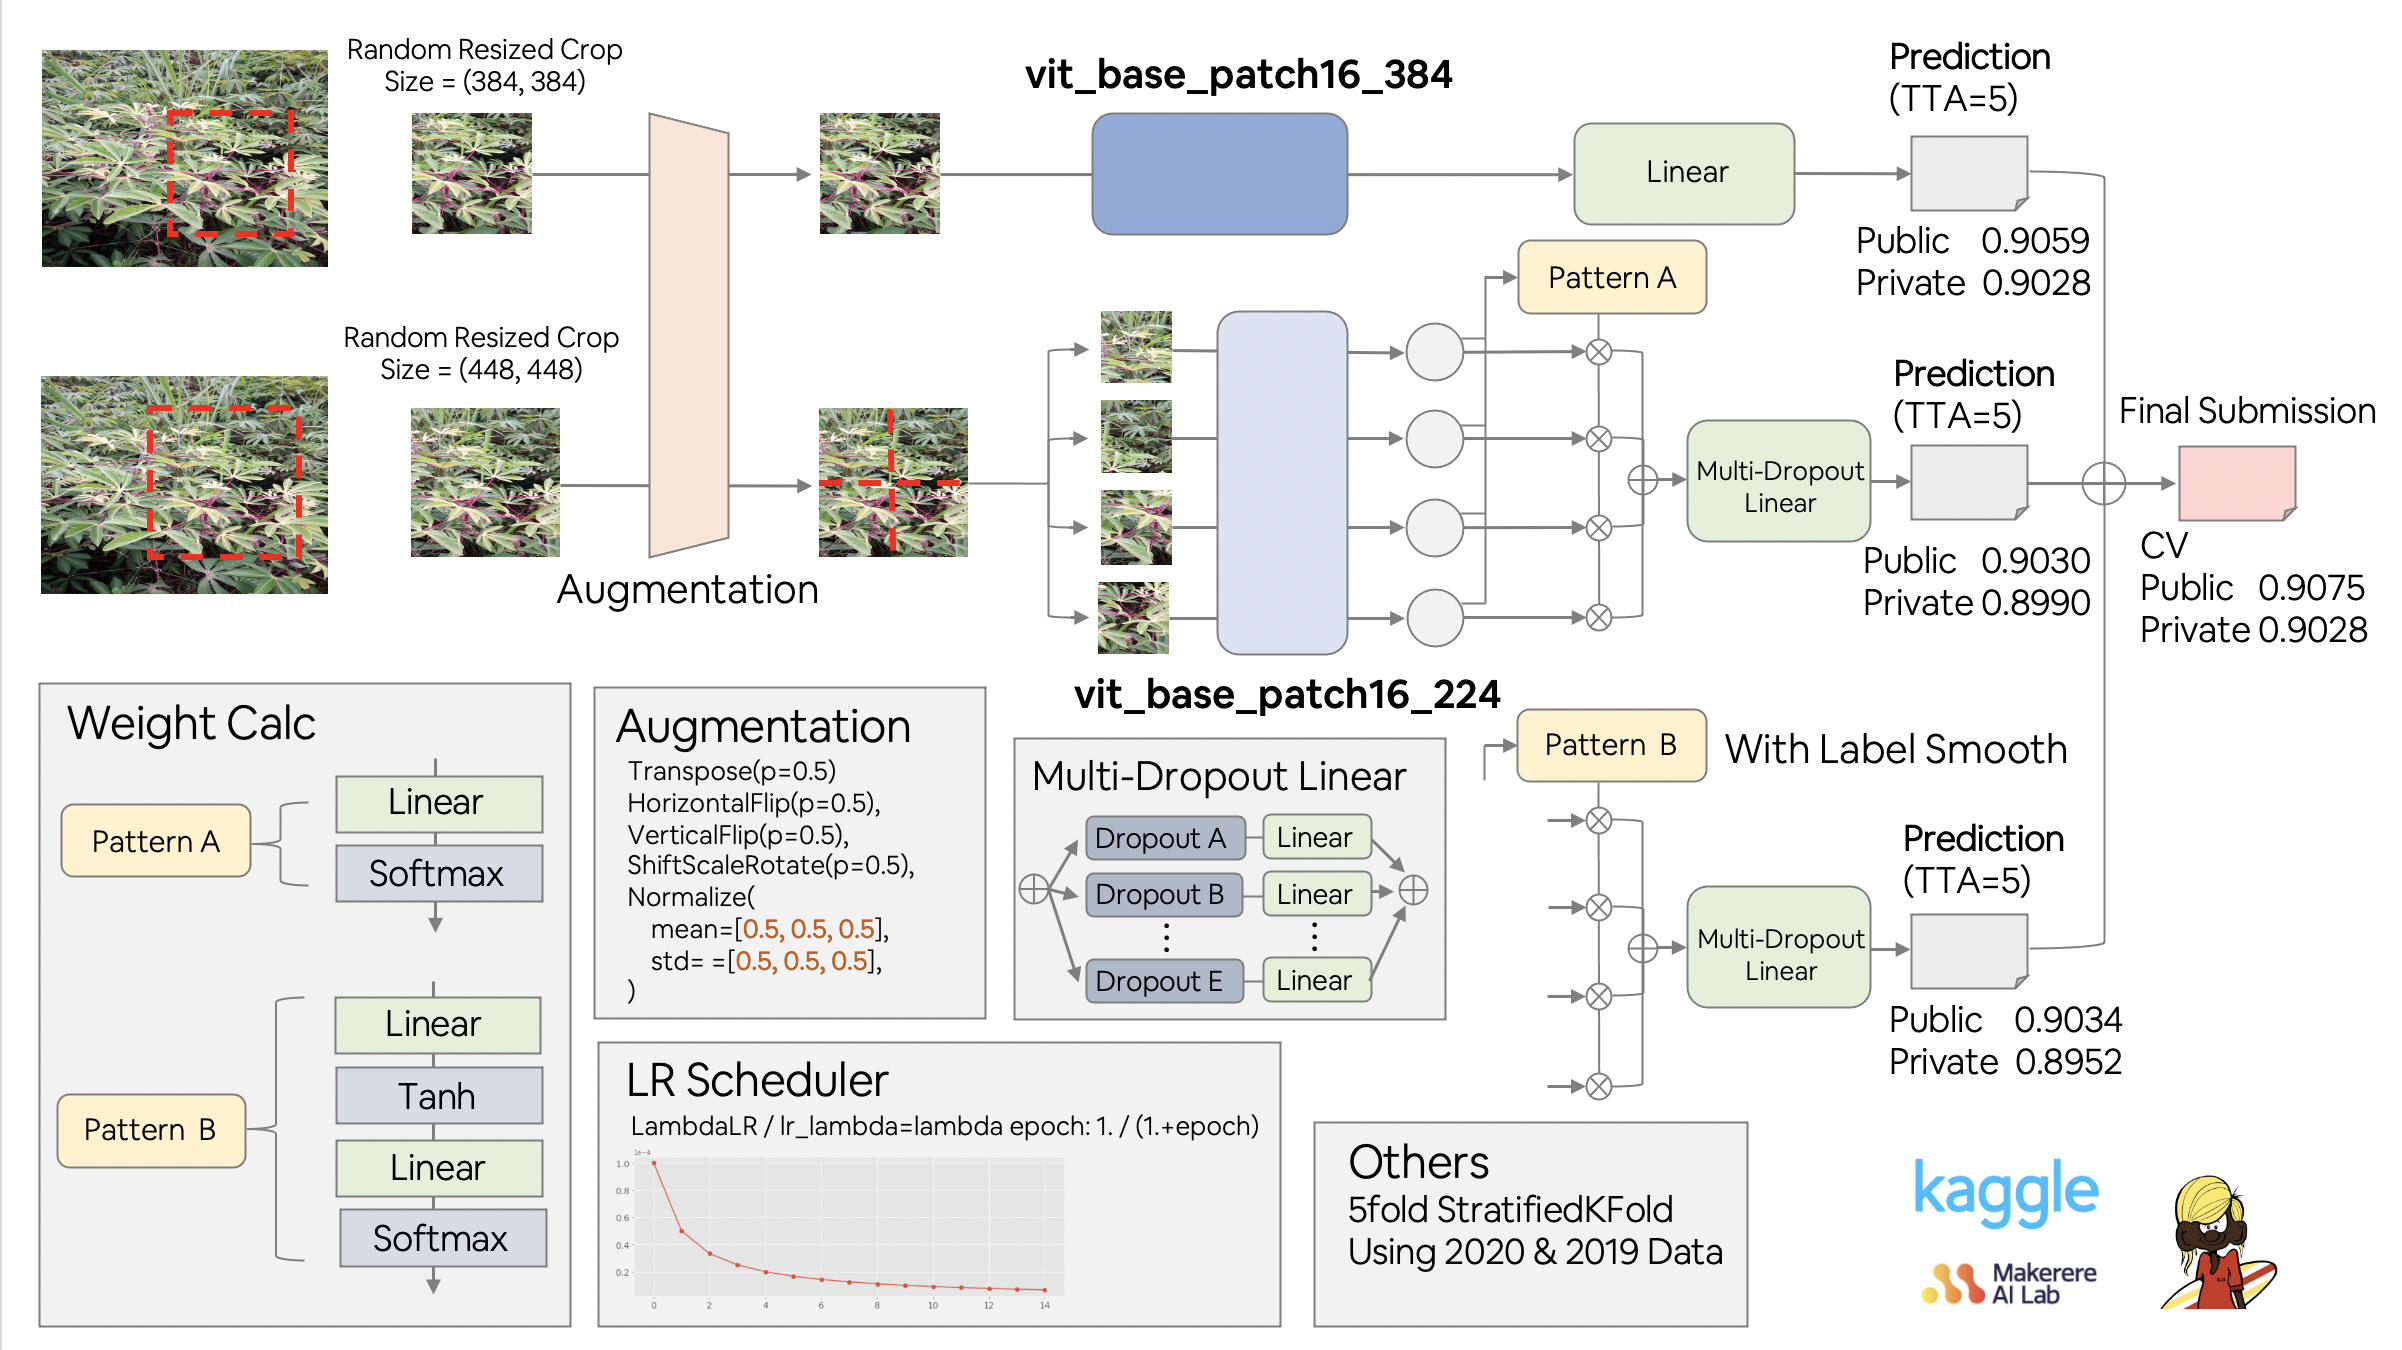 Random Resized Crop
Size = (384, 384)
vit_base_patch16_384
Linear
Prediction
(TTA=5)
Public 0.9059
Private 0.9028
Random Resized Crop
Size = (448, 448)
Augmentation
Pattern A
Multi-Dropout
Linear
Prediction
(TTA=5)
Public 0.9030
Private 0.8990
Final Submission
CV
Public 0.9075
Private 0.9028
vit_base_patch16_224
Pattern B
With Label Smooth
Multi-Dropout
Linear
Prediction
(TTA=5)
Public 0.9034
Private 0.8952
Weight Calc
Pattern A
Linear
Softmax
Pattern B
Linear
Tanh
Linear
Softmax
Augmentation
Transpose(p=0.5)
HorizontalFlip(p=0.5),
VerticalFlip(p=0.5),
ShiftScaleRotate(p=0.5),
Normalize(
mean=[0.5, 0.5, 0.5],
std= =[0.5, 0.5, 0.5],
)
Multi-Dropout Linear
Dropout A Linear
Dropout B Linear
Dropout E Linear
LR Scheduler
LambdaLR / lr_lambda=lambda epoch: 1. / (1.+epoch)
1e-4
1.0
0.8
0.6
0.4
0.2
0 2 4 6 8 10 12 14
Others
5fold StratifiedKFold
Using 2020 & 2019 Data
kaggle
Makerere
AI Lab